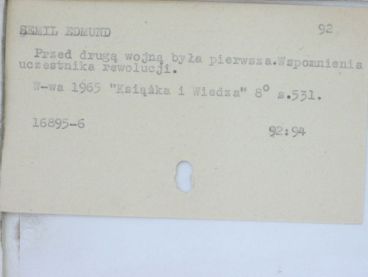 SEMIL EDMUND 92
Przed drugą wojną była pierwsza.Wspomnienia
uczestnika rewolucji.
W-wa 1965 "Książka i Wiedza" 8° s.531.
16895-6 92:94